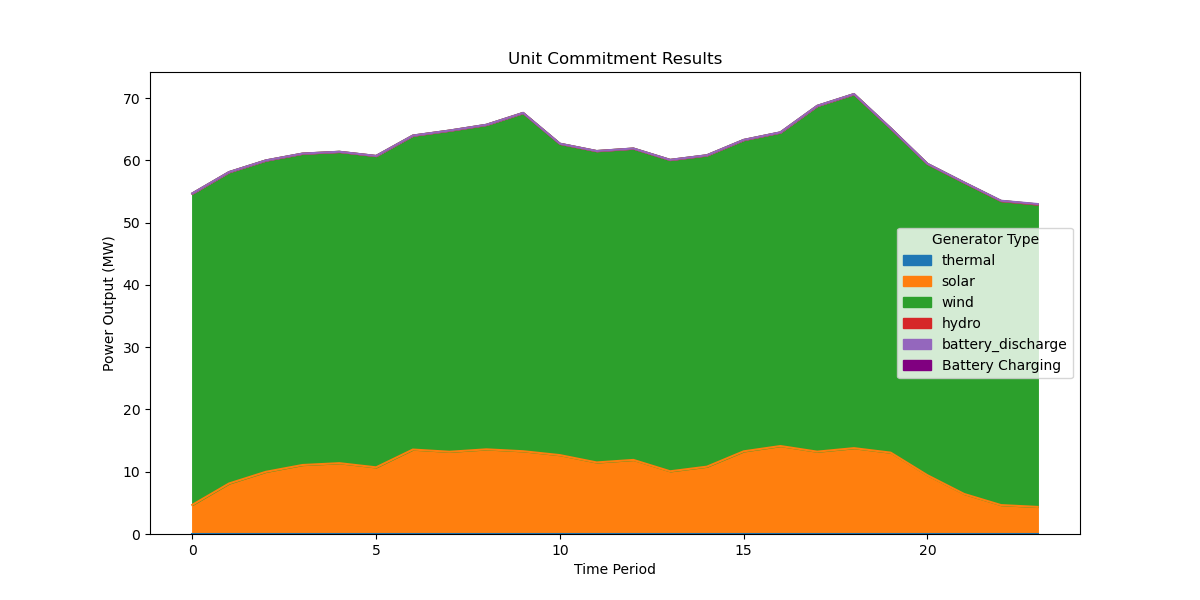 Unit Commitment Results
Power Output (MW)
70
60
50
40
30
20
10
0
Generator Type
thermal
solar
wind
hydro
battery_discharge
Battery Charging
0 5 10 15 20
Time Period